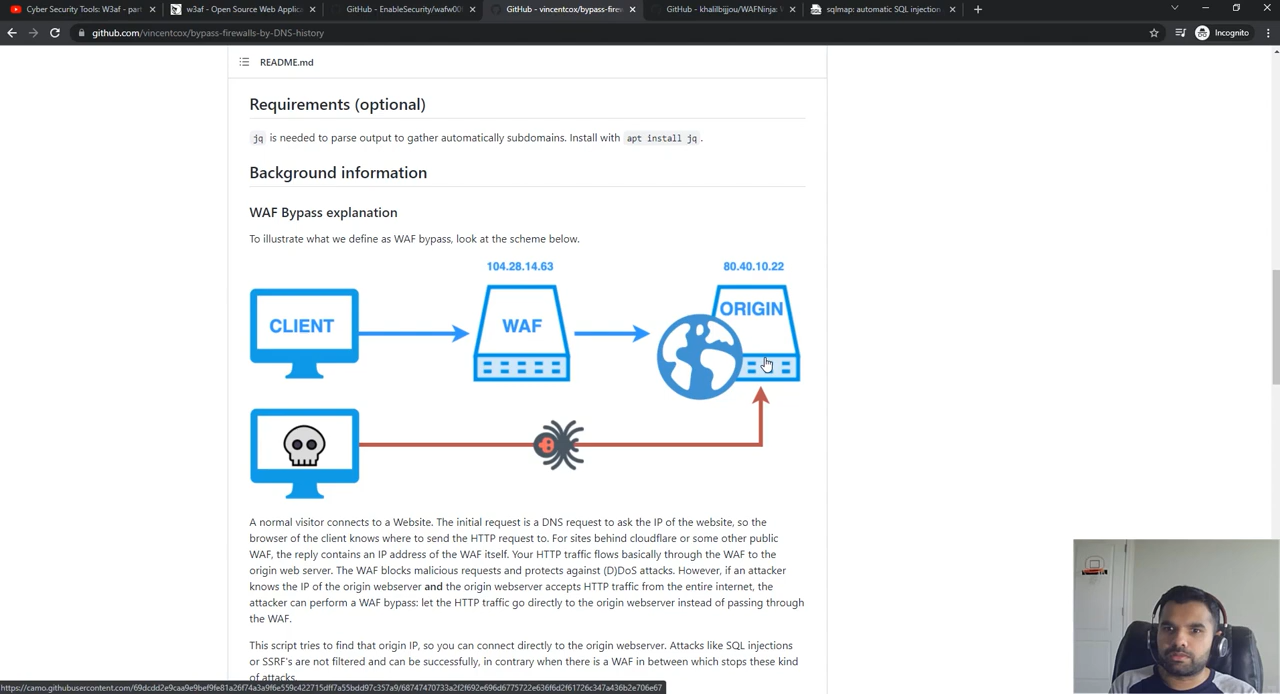 Cyber Security Tools: W3af - part
w3af - Open Source Web Applic
GitHub - EnableSecurity/wafw00f
GitHub - vincentcox/bypass-firew
GitHub - khalilbijjou/WAFNinja: W
sqlmap: automatic SQL injection
github.com/vincentcox/bypass-firewalls-by-DNS-history
Incognito
README.md
Requirements (optional)
jq is needed to parse output to gather automatically subdomains. Install with apt install jq .
Background information
WAF Bypass explanation
To illustrate what we define as WAF bypass, look at the scheme below.
104.28.14.63
80.40.10.22
CLIENT
WAF
ORIGIN
A normal visitor connects to a Website. The initial request is a DNS request to ask the IP of the website, so the
browser of the client knows where to send the HTTP request to. For sites behind cloudflare or some other public
WAF, the reply contains an IP address of the WAF itself. Your HTTP traffic flows basically through the WAF to the
origin web server. The WAF blocks malicious requests and protects against (D)DoS attacks. However, if an attacker
knows the IP of the origin webserver and the origin webserver accepts HTTP traffic from the entire internet, the
attacker can perform a WAF bypass: let the HTTP traffic go directly to the origin webserver instead of passing through
the WAF.
This script tries to find that origin IP, so you can connect directly to the origin webserver. Attacks like SQL injections
or SSRF's are not filtered and can be successfully, in contrary when there is a WAF in between which stops these kind
of attacks.